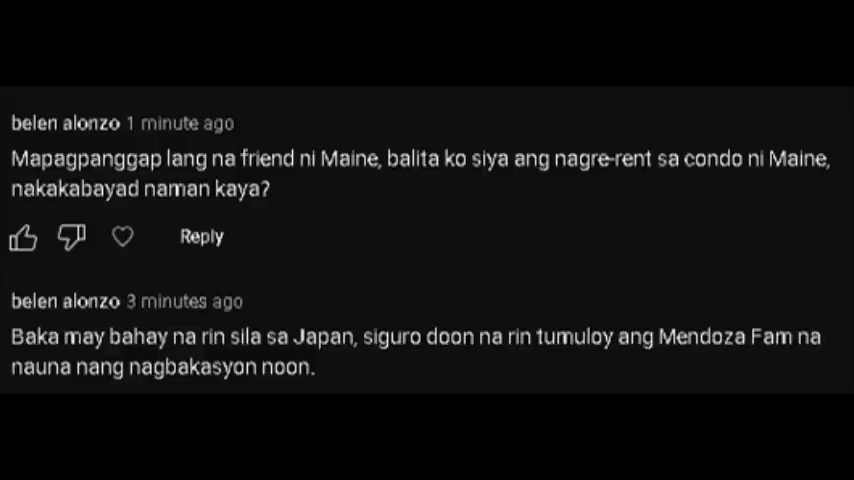 belen alonzo 1 minute ago
Mapagpanggap lang na friend ni Maine, balita ko siya ang nagre-rent sa condo ni Maine,
nakakabayad naman kaya?
Reply
belen alonzo 3 minutes ago
Baka may bahay na rin sila sa Japan, siguro doon na rin tumuloy ang Mendoza Fam na
nauna nang nagbakasyon noon.